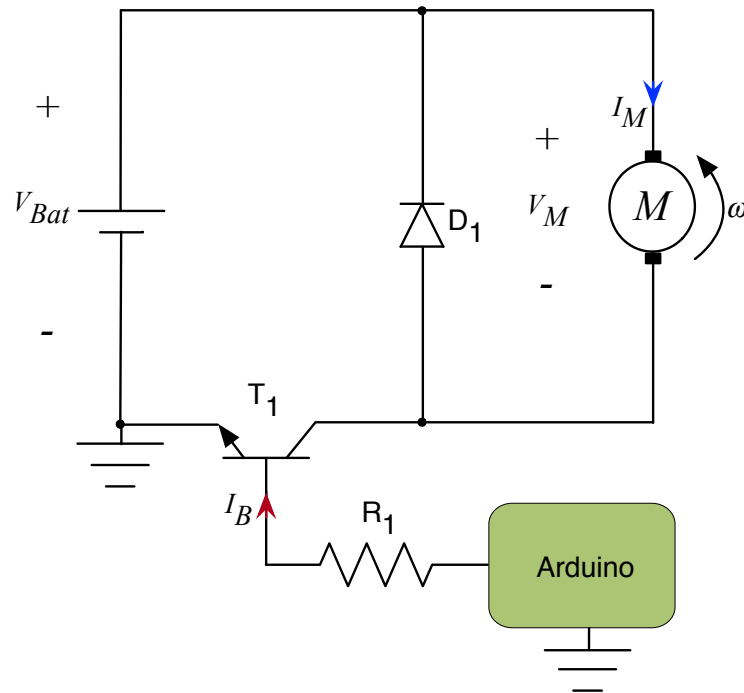 +
I_M
+
V_Bat
V_M
M
ω
D_1
-
-
T_1
I_B
R_1
Arduino